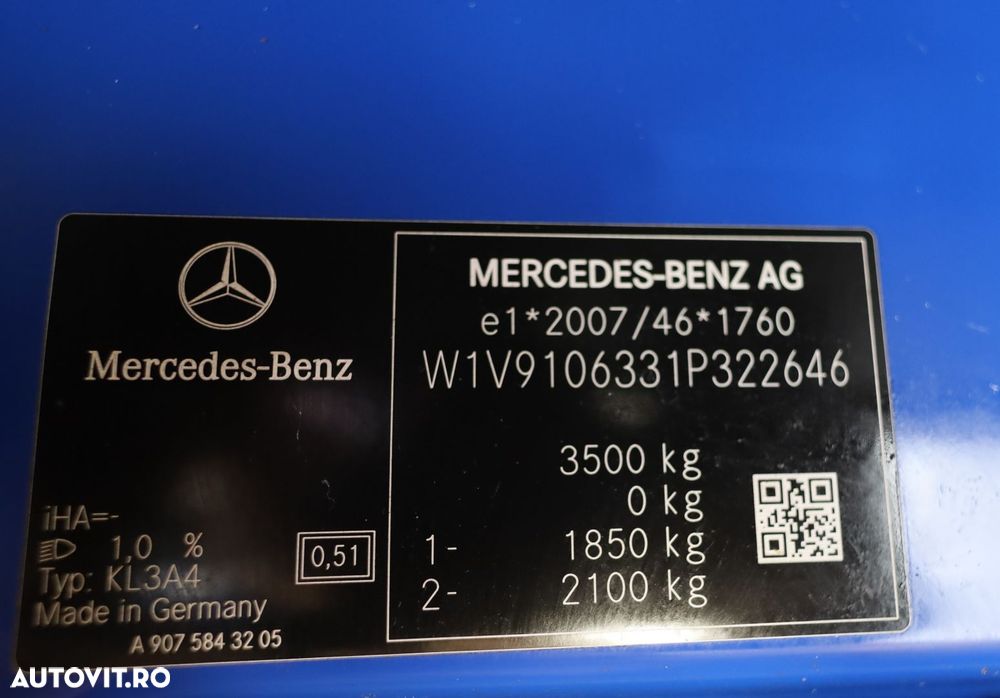 Mercedes-Benz
iHA=-
1,0 %
Typ: KL3A4
Made in Germany
A 907 584 32 05
0,51
MERCEDES-BENZ AG
e1*2007/46*1760
W1V9106331P322646
3500 kg
0 kg
1- 1850 kg
2- 2100 kg
AUTOVIT.RO